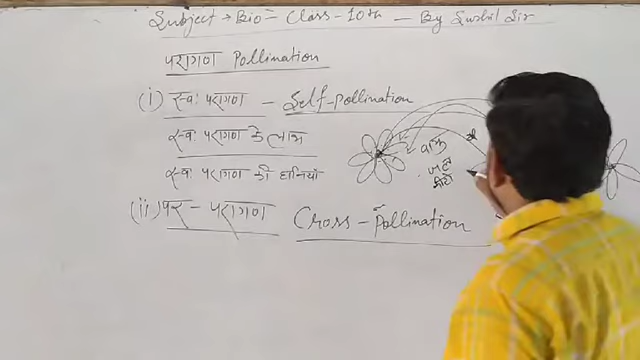 Subject → Bio - Class - 10th - By Sushil Sir
परागण Pollination
(i) स्वः परागण - Self-pollination
स्वः परागण के लाभ
स्वः परागण की हानियाँ
(ii) पर - परागण Cross - Pollination
वायु
जल